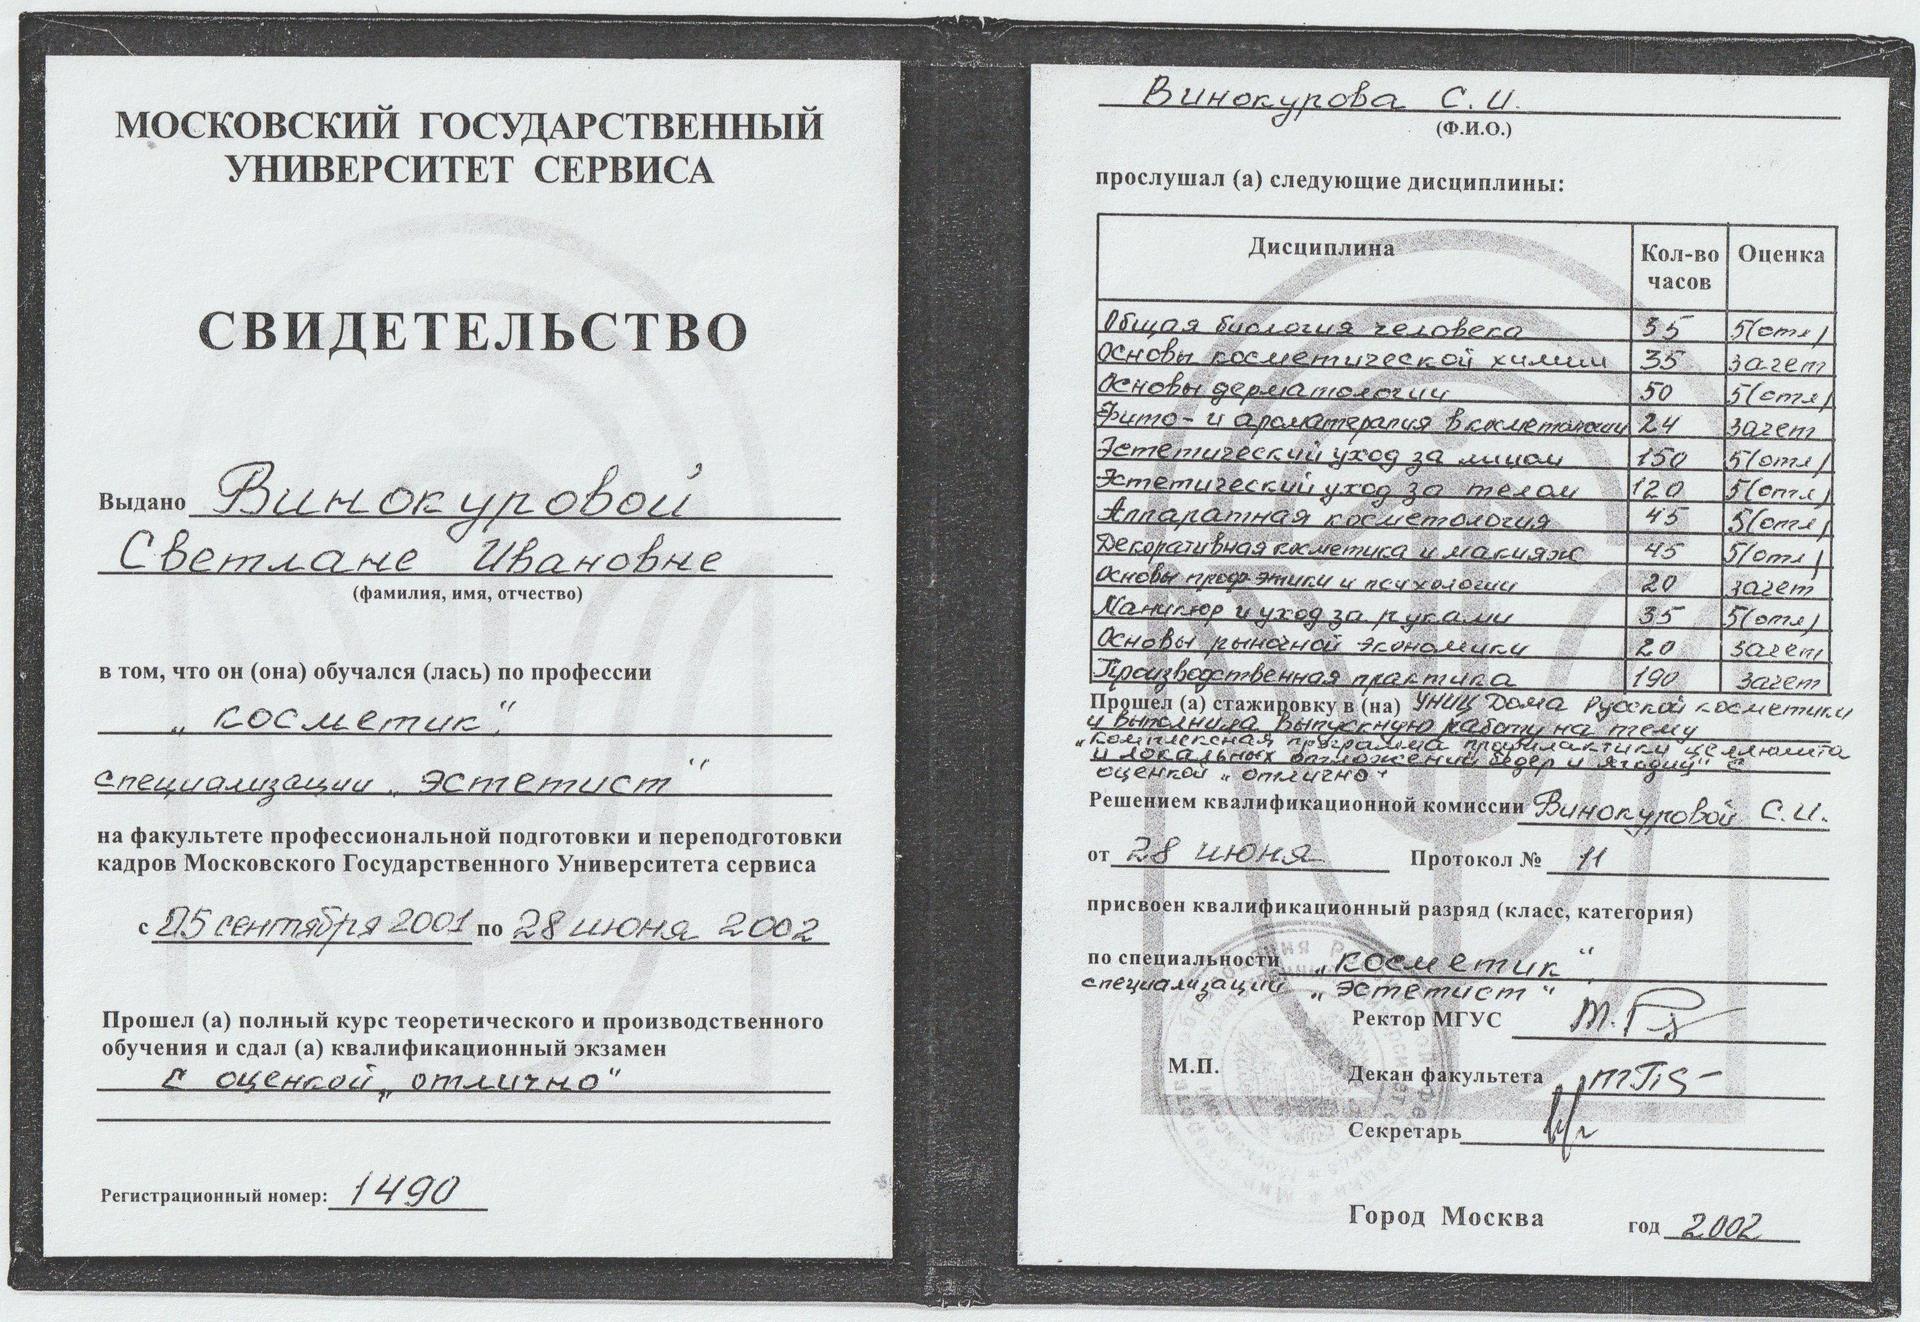 МОСКОВСКИЙ ГОСУДАРСТВЕННЫЙ
УНИВЕРСИТЕТ СЕРВИСА
СВИДЕТЕЛЬСТВО
Выдано Винокуровой
Светлане Ивановне
(фамилия, имя, отчество)
в том, что он (она) обучался (лась) по профессии
„косметик“,
специализации „эстетист“
на факультете профессиональной подготовки и переподготовки
кадров Московского Государственного Университета сервиса
с 05 сентября 2001 по 28 июня 2002
Прошел (а) полный курс теоретического и производственного
обучения и сдал (а) квалификационный экзамен
с оценкой „отлично“
Регистрационный номер: 1490
Винокурова С. И.
(Ф.И.О.)
прослушал (а) следующие дисциплины:
Дисциплина Кол-во часов Оценка
Общая биология человека 35 5(отл)
Основы косметической химии 35 зачет
Основы дерматологии 50 5(отл)
Фито- и ароматерапия в косметологии 24 зачет
Эстетический уход за лицом 150 5(отл)
Эстетический уход за телом 120 5(отл)
Аппаратная косметология 45 5(отл)
Декоративная косметика и макияж 45 5(отл)
Основы проф. этики и психологии 20 зачет
Маникюр и уход за руками 35 5(отл)
Основы рыночной экономики 20 зачет
Производственная практика 190 зачет
Прошел (а) стажировку в (на) УНИЦ Дома Русской косметики
и выполнила выпускную работу на тему
„Комплексная программа профилактики целлюлита
и локальных отложений бедер и ягодиц“ с
оценкой „отлично“
Решением квалификационной комиссии Винокуровой С. И.
от 28 июня Протокол № 11
присвоен квалификационный разряд (класс, категория)
по специальности „косметик“,
специализации „эстетист“
Ректор МГУС
М.П.
Декан факультета
Секретарь
Город Москва год 2002